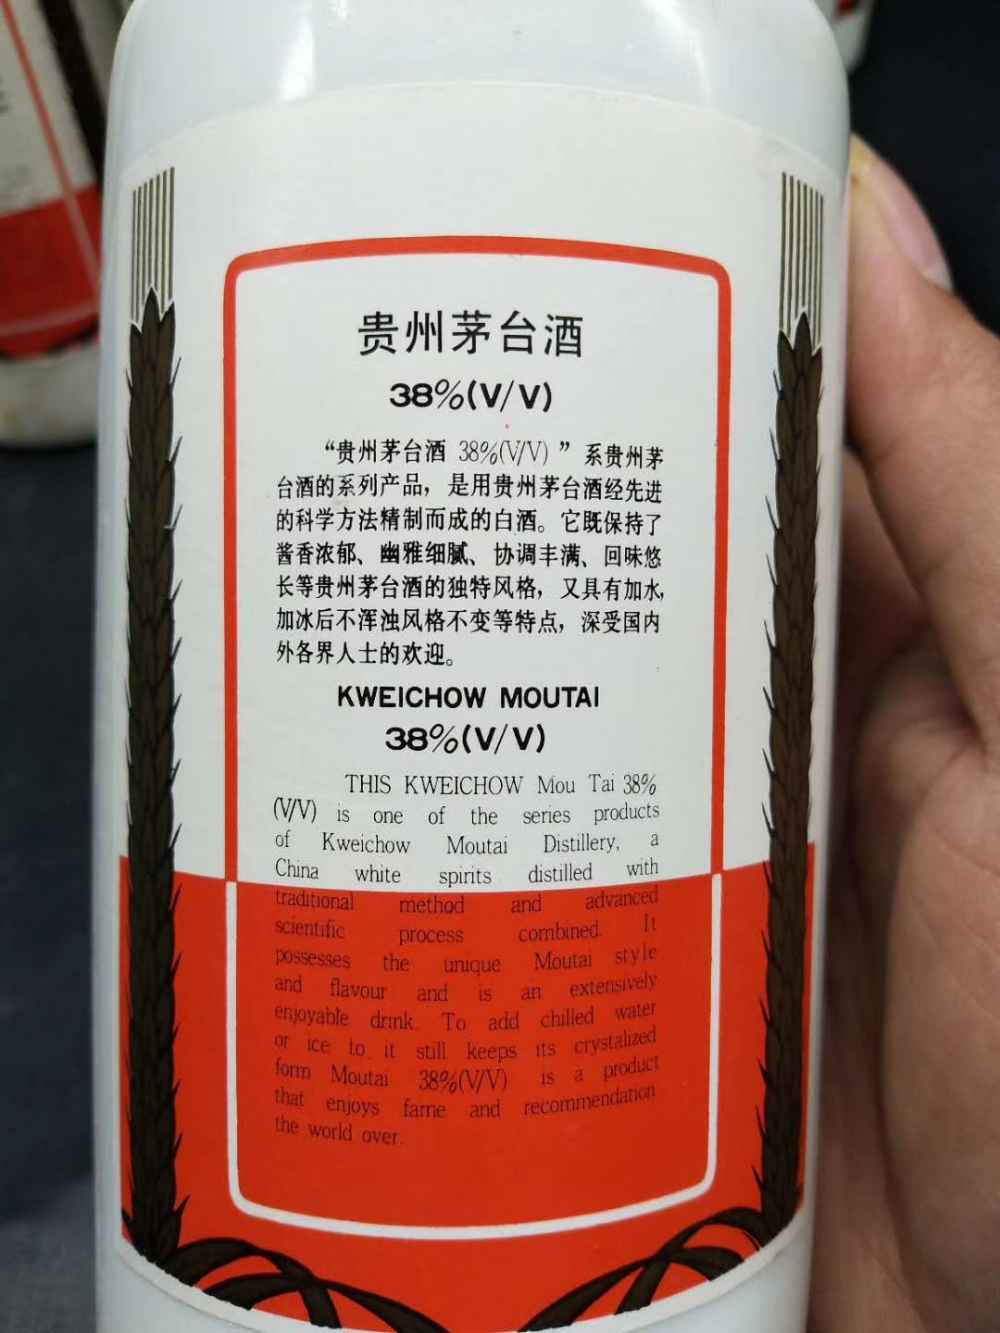 贵州茅台酒
38%(V/V)
“贵州茅台酒 38%(V/V)”系贵州茅
台酒的系列产品，是用贵州茅台酒经先进
的科学方法精制而成的白酒。它既保持了
酱香浓郁、幽雅细腻、协调丰满、回味悠
长等贵州茅台酒的独特风格，又具有加水，
加冰后不浑浊风格不变等特点，深受国内
外各界人士的欢迎。
KWEICHOW MOUTAI
38%(V/V)
THIS KWEICHOW Mou Tai 38%
(V/V) is one of the series products
of Kweichow Moutai Distillery, a
China white spirits distilled with
traditional method and advanced
scientific process combined. It
possesses the unique Moutai style
and flavour and is an extensively
enjoyable drink. To add chilled water
or ice to it still keeps its crystalized
form Moutai 38%(V/V) is a product
that enjoys fame and recommendation
the world over.